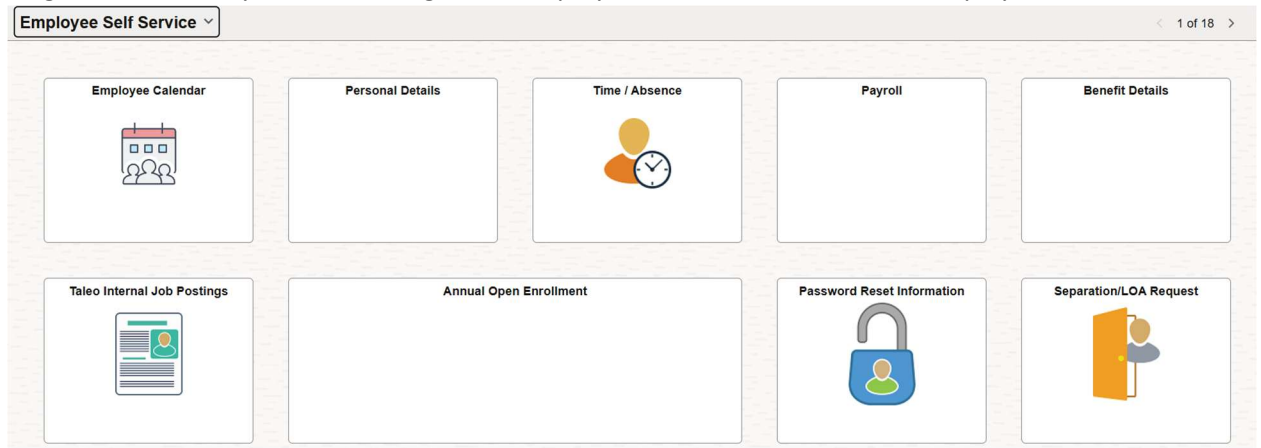 Employee Self Service
1 of 18
Employee Calendar
Personal Details
Time / Absence
Payroll
Benefit Details
Taleo Internal Job Postings
Annual Open Enrollment
Password Reset Information
Separation/LOA Request